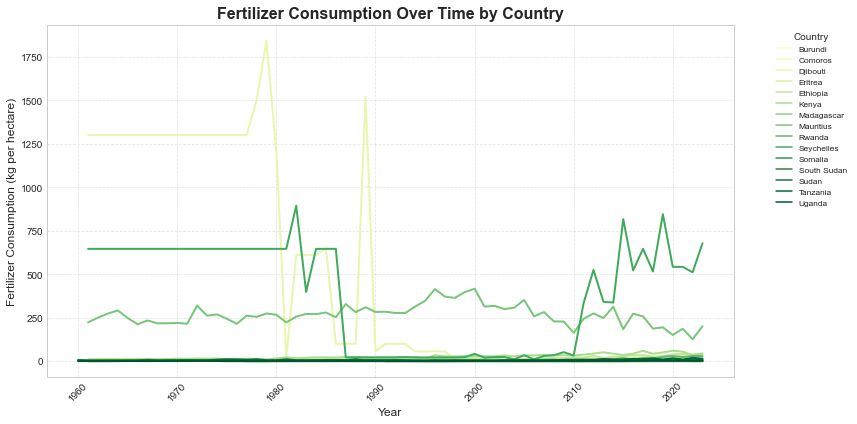 Fertilizer Consumption Over Time by Country
Fertilizer Consumption (kg per hectare)
1750
1500
1250
1000
750
500
250
0
1960
1970
1980
1990
2000
2010
2020
Year
Country
Burundi
Comoros
Djibouti
Eritrea
Ethiopia
Kenya
Madagascar
Mauritius
Rwanda
Seychelles
Somalia
South Sudan
Sudan
Tanzania
Uganda